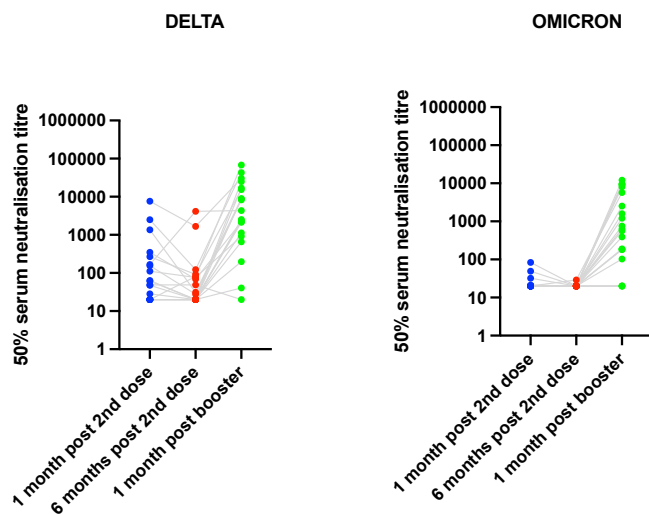 DELTA
50% serum neutralisation titre
1000000
100000
10000
1000
100
10
1
1 month post 2nd dose
6 months post 2nd dose
1 month post booster
OMICRON
50% serum neutralisation titre
1000000
100000
10000
1000
100
10
1
1 month post 2nd dose
6 months post 2nd dose
1 month post booster